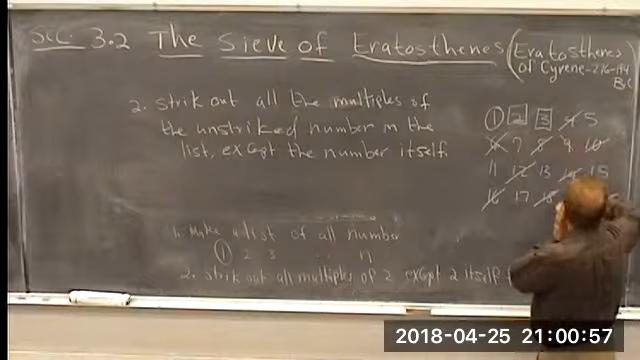 Sec. 3.2 The Sieve of Eratosthenes (Eratosthenes
of Cyrene-276-194
BC
2. strik out all the multiples of
the unstriked number in the
list, except the number itself.
1 2 3 4 5
6 7 8 9 10
11 12 13 14 15
16 17 18
1. Make a list of all number
1 2 3 ... n
2. strik out all multiply of 2 except 2 itself
2018-04-25 21:00:57